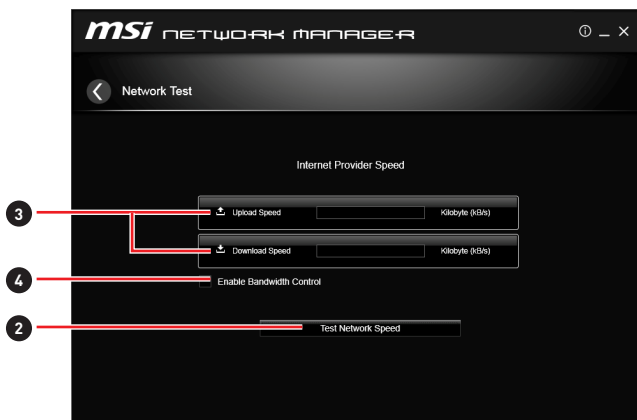 msi NETWORK MANAGER
Network Test
Internet Provider Speed
3
Upload Speed Kilobyte (kB/s)
Download Speed Kilobyte (kB/s)
4
Enable Bandwidth Control
2
Test Network Speed